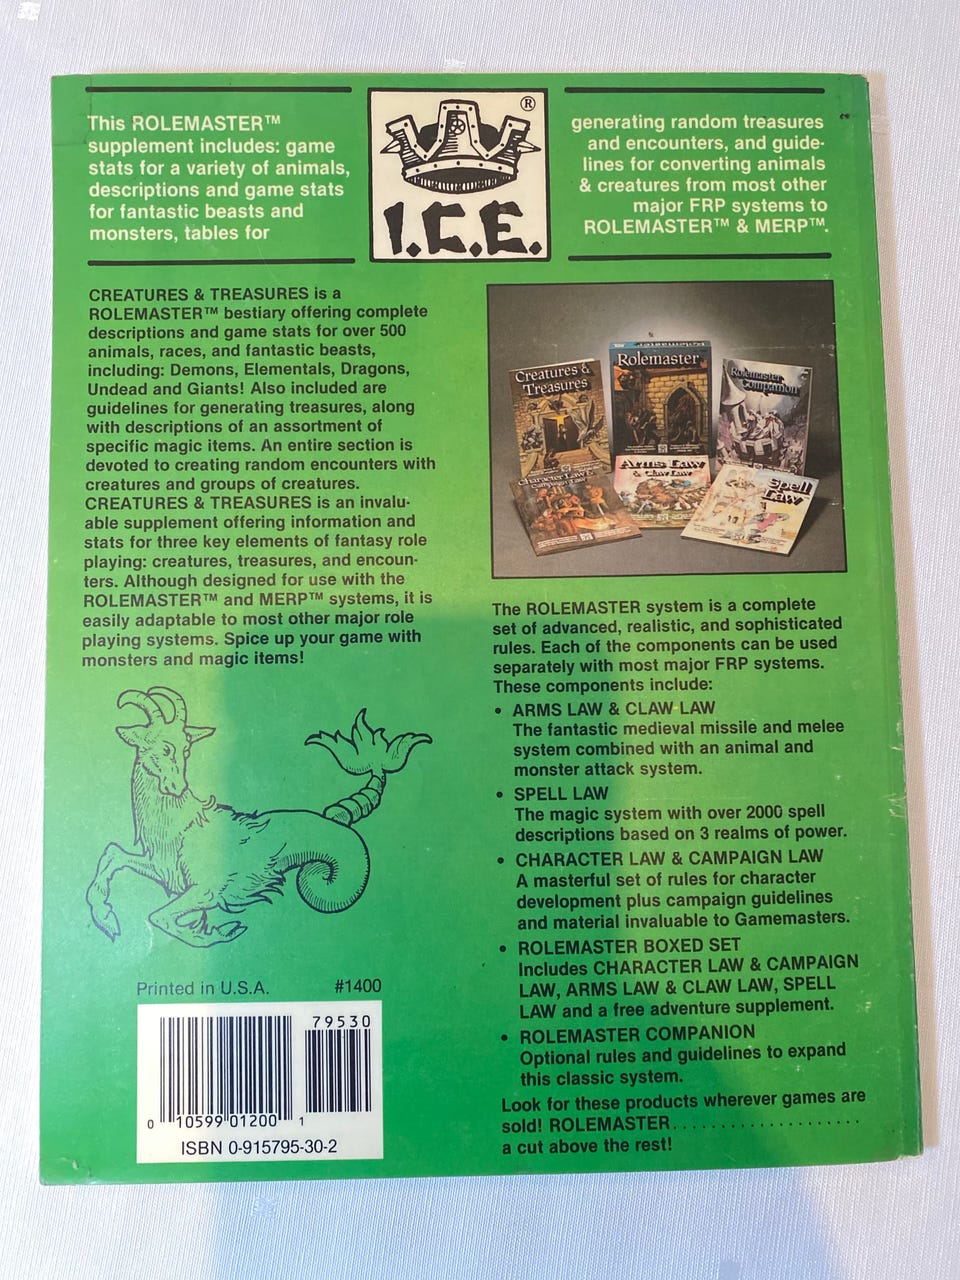 This ROLEMASTER™
supplement includes: game
stats for a variety of animals,
descriptions and game stats
for fantastic beasts and
monsters, tables for
®
I.C.E.
generating random treasures
and encounters, and guide-
lines for converting animals
& creatures from most other
major FRP systems to
ROLEMASTER™ & MERP™.
CREATURES & TREASURES is a
ROLEMASTER™ bestiary offering complete
descriptions and game stats for over 500
animals, races, and fantastic beasts,
including: Demons, Elementals, Dragons,
Undead and Giants! Also included are
guidelines for generating treasures, along
with descriptions of an assortment of
specific magic items. An entire section is
devoted to creating random encounters with
creatures and groups of creatures.
CREATURES & TREASURES is an invalu-
able supplement offering information and
stats for three key elements of fantasy role
playing: creatures, treasures, and encoun-
ters. Although designed for use with the
ROLEMASTER™ and MERP™ systems, it is
easily adaptable to most other major role
playing systems. Spice up your game with
monsters and magic items!
Printed in U.S.A. #1400
79530
0 10599 01200 1
ISBN 0-915795-30-2
Rolemaster
Creatures &
Treasures
Rolemaster
Rolemaster
Companion
Character Law &
Campaign Law
Arms Law
& Claw Law
Spell
Law
The ROLEMASTER system is a complete
set of advanced, realistic, and sophisticated
rules. Each of the components can be used
separately with most major FRP systems.
These components include:
• ARMS LAW & CLAW LAW
The fantastic medieval missile and melee
system combined with an animal and
monster attack system.
• SPELL LAW
The magic system with over 2000 spell
descriptions based on 3 realms of power.
• CHARACTER LAW & CAMPAIGN LAW
A masterful set of rules for character
development plus campaign guidelines
and material invaluable to Gamemasters.
• ROLEMASTER BOXED SET
Includes CHARACTER LAW & CAMPAIGN
LAW, ARMS LAW & CLAW LAW, SPELL
LAW and a free adventure supplement.
• ROLEMASTER COMPANION
Optional rules and guidelines to expand
this classic system.
Look for these products wherever games are
sold! ROLEMASTER....................
a cut above the rest!